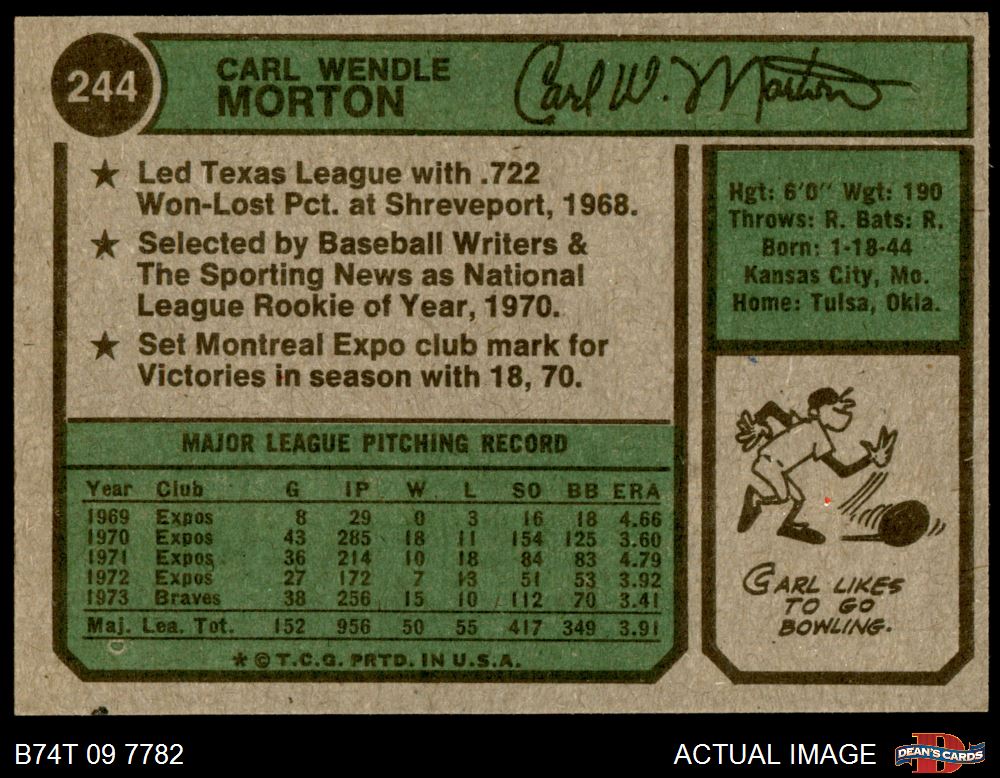 244
CARL WENDLE
MORTON
Carl W. Morton
★ Led Texas League with .722
Won-Lost Pct. at Shreveport, 1968.
★ Selected by Baseball Writers &
The Sporting News as National
League Rookie of Year, 1970.
★ Set Montreal Expo club mark for
Victories in season with 18, 70.
Hgt: 6'0" Wgt: 190
Throws: R. Bats: R.
Born: 1-18-44
Kansas City, Mo.
Home: Tulsa, Okla.
MAJOR LEAGUE PITCHING RECORD
Year Club G IP W L SO BB ERA
1969 Expos 8 29 0 3 16 18 4.66
1970 Expos 43 285 18 11 154 125 3.60
1971 Expos 36 214 10 18 84 83 4.79
1972 Expos 27 172 7 13 51 53 3.92
1973 Braves 38 256 15 10 112 70 3.41
Maj. Lea. Tot. 152 956 50 55 417 349 3.91
* © T.C.G. PRTD. IN U.S.A.
CARL LIKES
TO GO
BOWLING.
B74T 09 7782
ACTUAL IMAGE
DEAN'S CARDS